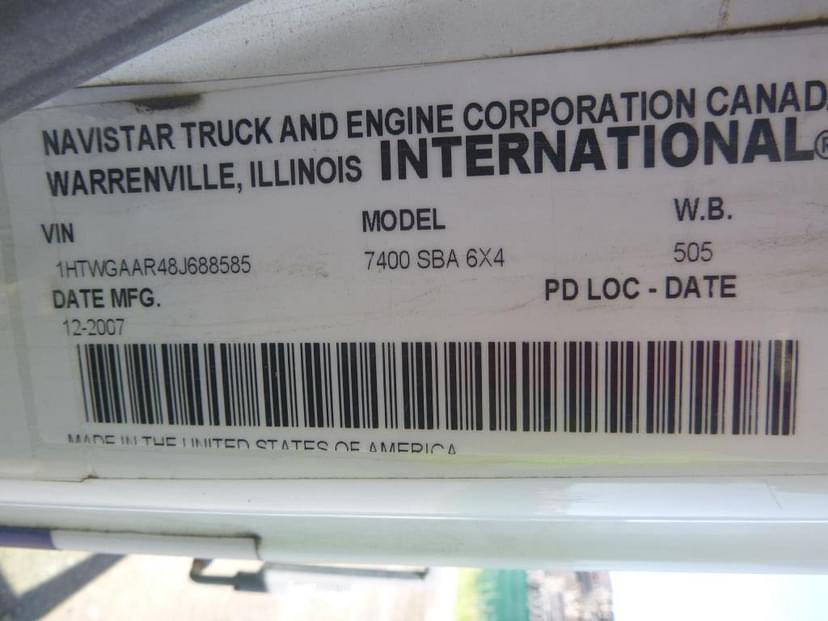 NAVISTAR TRUCK AND ENGINE CORPORATION CANAD
WARRENVILLE, ILLINOIS INTERNATIONAL®
VIN MODEL W.B.
1HTWGAAR48J688585 7400 SBA 6X4 505
DATE MFG. PD LOC - DATE
12-2007
MADE IN THE UNITED STATES OF AMERICA